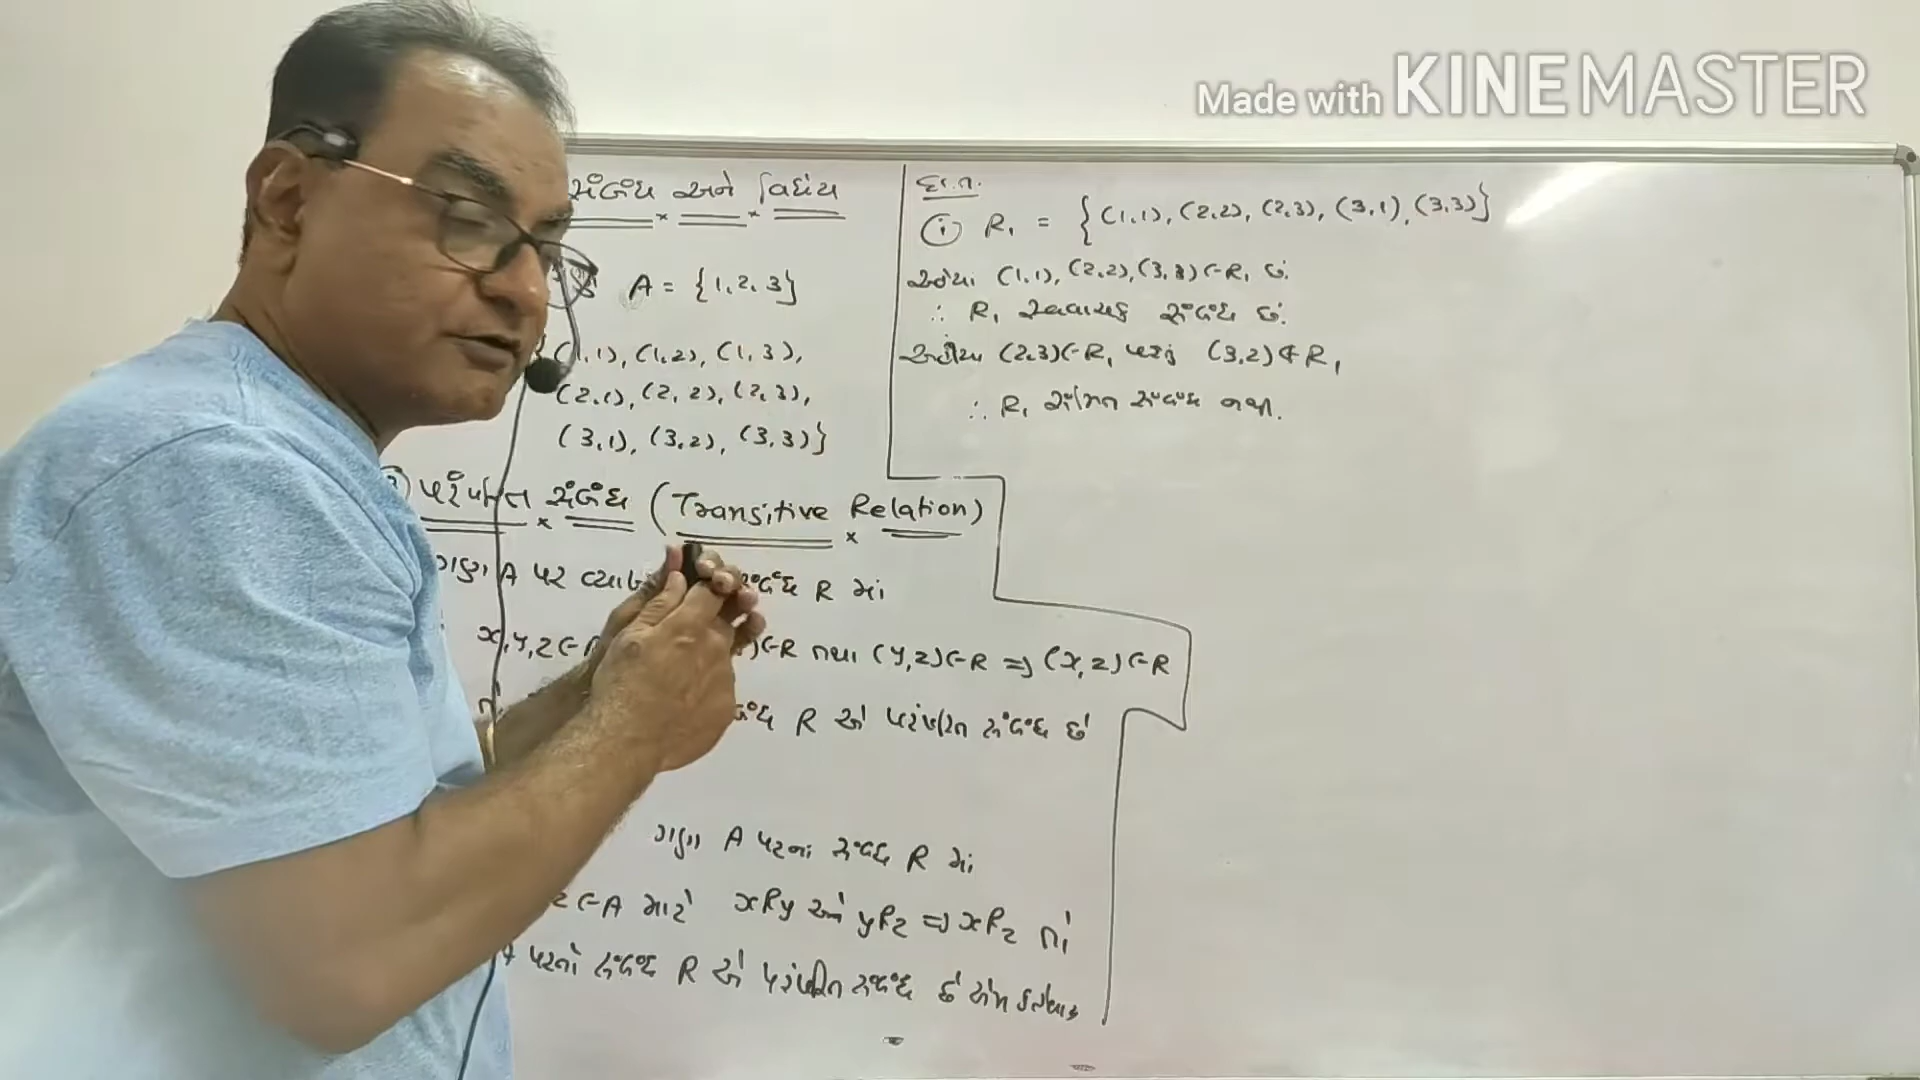 Made with KINEMASTER
સંબંધ અને વિધેય
A = {1, 2, 3}
(1,1), (1,2), (1,3),
(2,1), (2,2), (2,3),
(3,1), (3,2), (3,3)}
પરંપરિત સંબંધ (Transitive Relation)
ગણ A પર સંબંધ R માં
x, y, z ∈ A )∈R તથા (y,z)∈R ⇒ (x,z)∈R
R એ પરંપરિત સંબંધ છે
ગણ A પરના સંબંધ R માં
z ∈ A માટે xRy અને yRz ⇒ xRz તો
A પરનો સંબંધ R એ પરંપરિત સંબંધ છે એમ કહેવાય
દા.ત.
(i) R₁ = {(1,1), (2,2), (2,3), (3,1), (3,3)}
અહીંયા (1,1), (2,2), (3,3) ∈ R₁ છે.
∴ R₁ સ્વવાચક સંબંધ છે.
અહીંયા (2,3)∈R₁ પરંતુ (3,2)∉R₁
∴ R₁ સંમિત સંબંધ નથી.